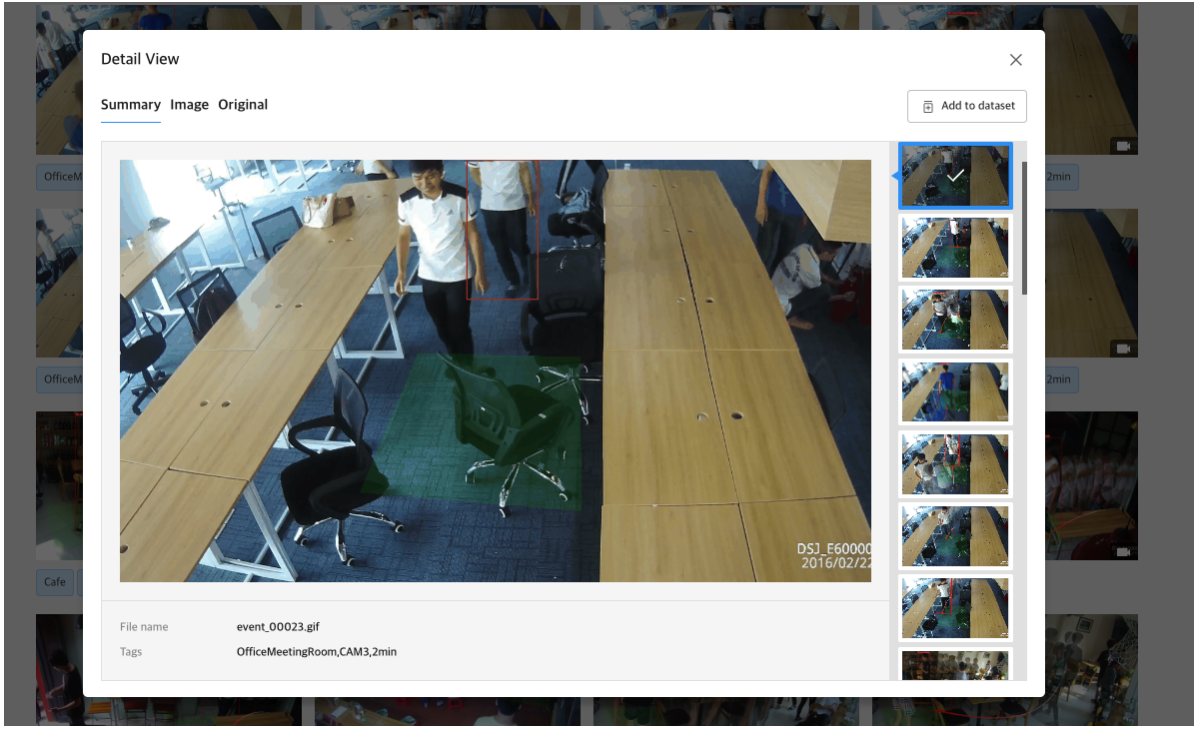 Detail View
Summary Image Original
Add to dataset
OfficeM
2min
OfficeM
2min
Cafe
DSJ_E60000
2016/02/22
File name event_00023.gif
Tags OfficeMeetingRoom,CAM3,2min